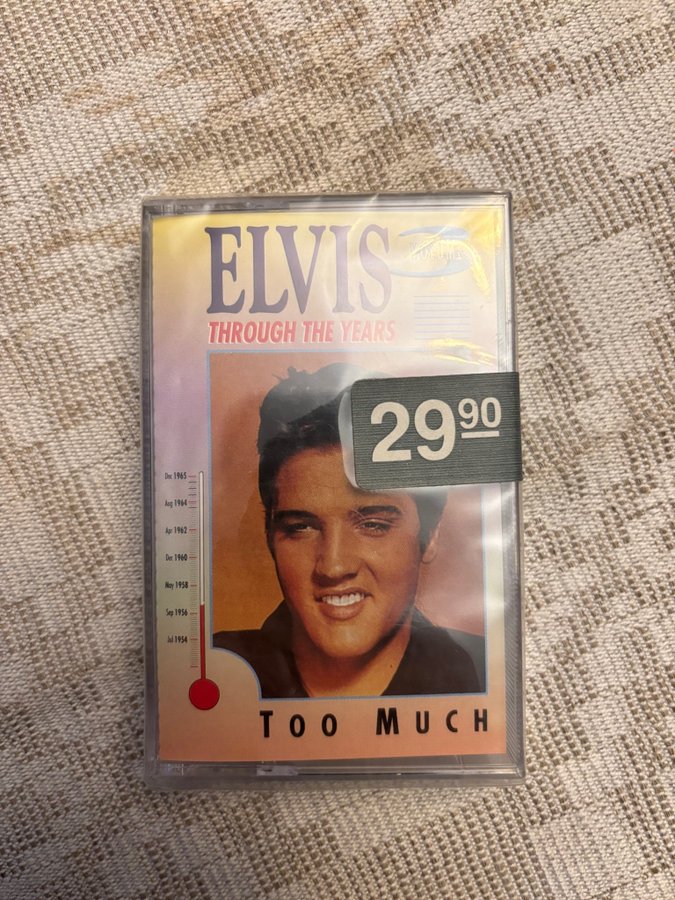 ELVIS
THROUGH THE YEARS
29 90
Dec 1965
Aug 1964
Apr 1962
Dec 1960
May 1958
Sep 1956
Jul 1954
TOO MUCH